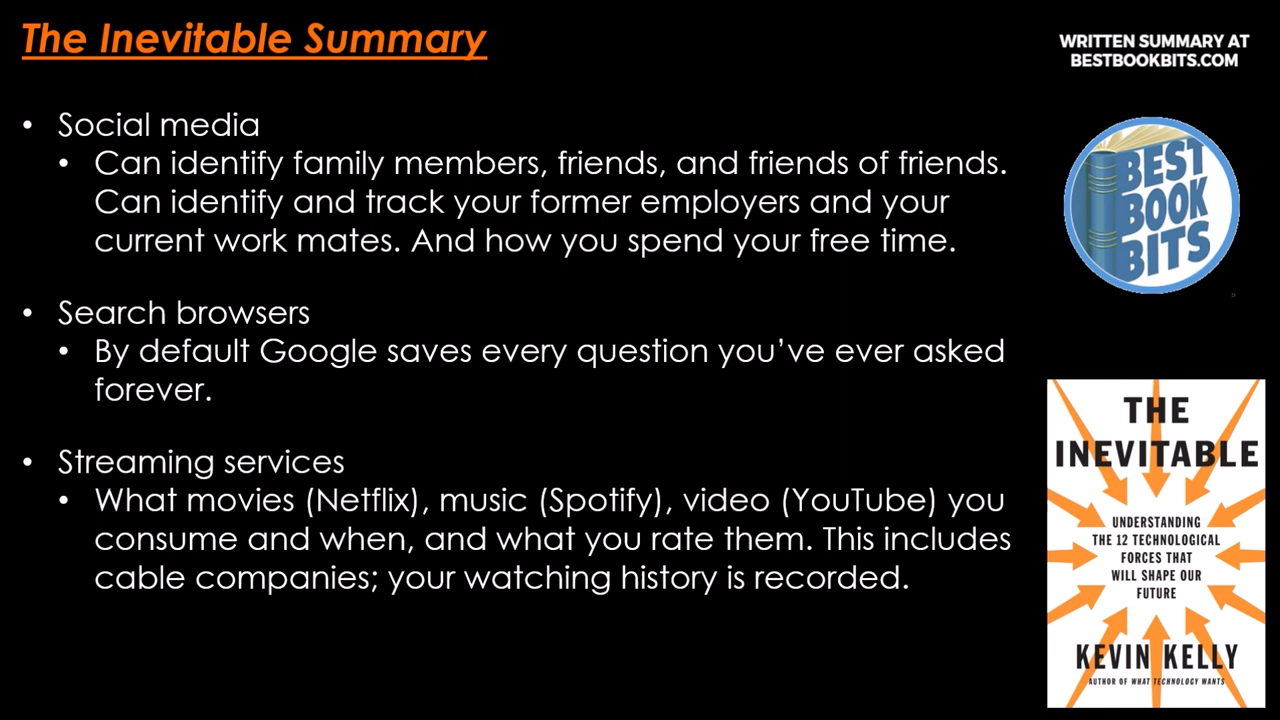 The Inevitable Summary
WRITTEN SUMMARY AT
BESTBOOKBITS.COM
• Social media
• Can identify family members, friends, and friends of friends.
Can identify and track your former employers and your
current work mates. And how you spend your free time.
• Search browsers
• By default Google saves every question you’ve ever asked
forever.
• Streaming services
• What movies (Netflix), music (Spotify), video (YouTube) you
consume and when, and what you rate them. This includes
cable companies; your watching history is recorded.
BEST
BOOK
BITS
THE
INEVITABLE
UNDERSTANDING
THE 12 TECHNOLOGICAL
FORCES THAT
WILL SHAPE OUR
FUTURE
KEVIN KELLY
AUTHOR OF WHAT TECHNOLOGY WANTS